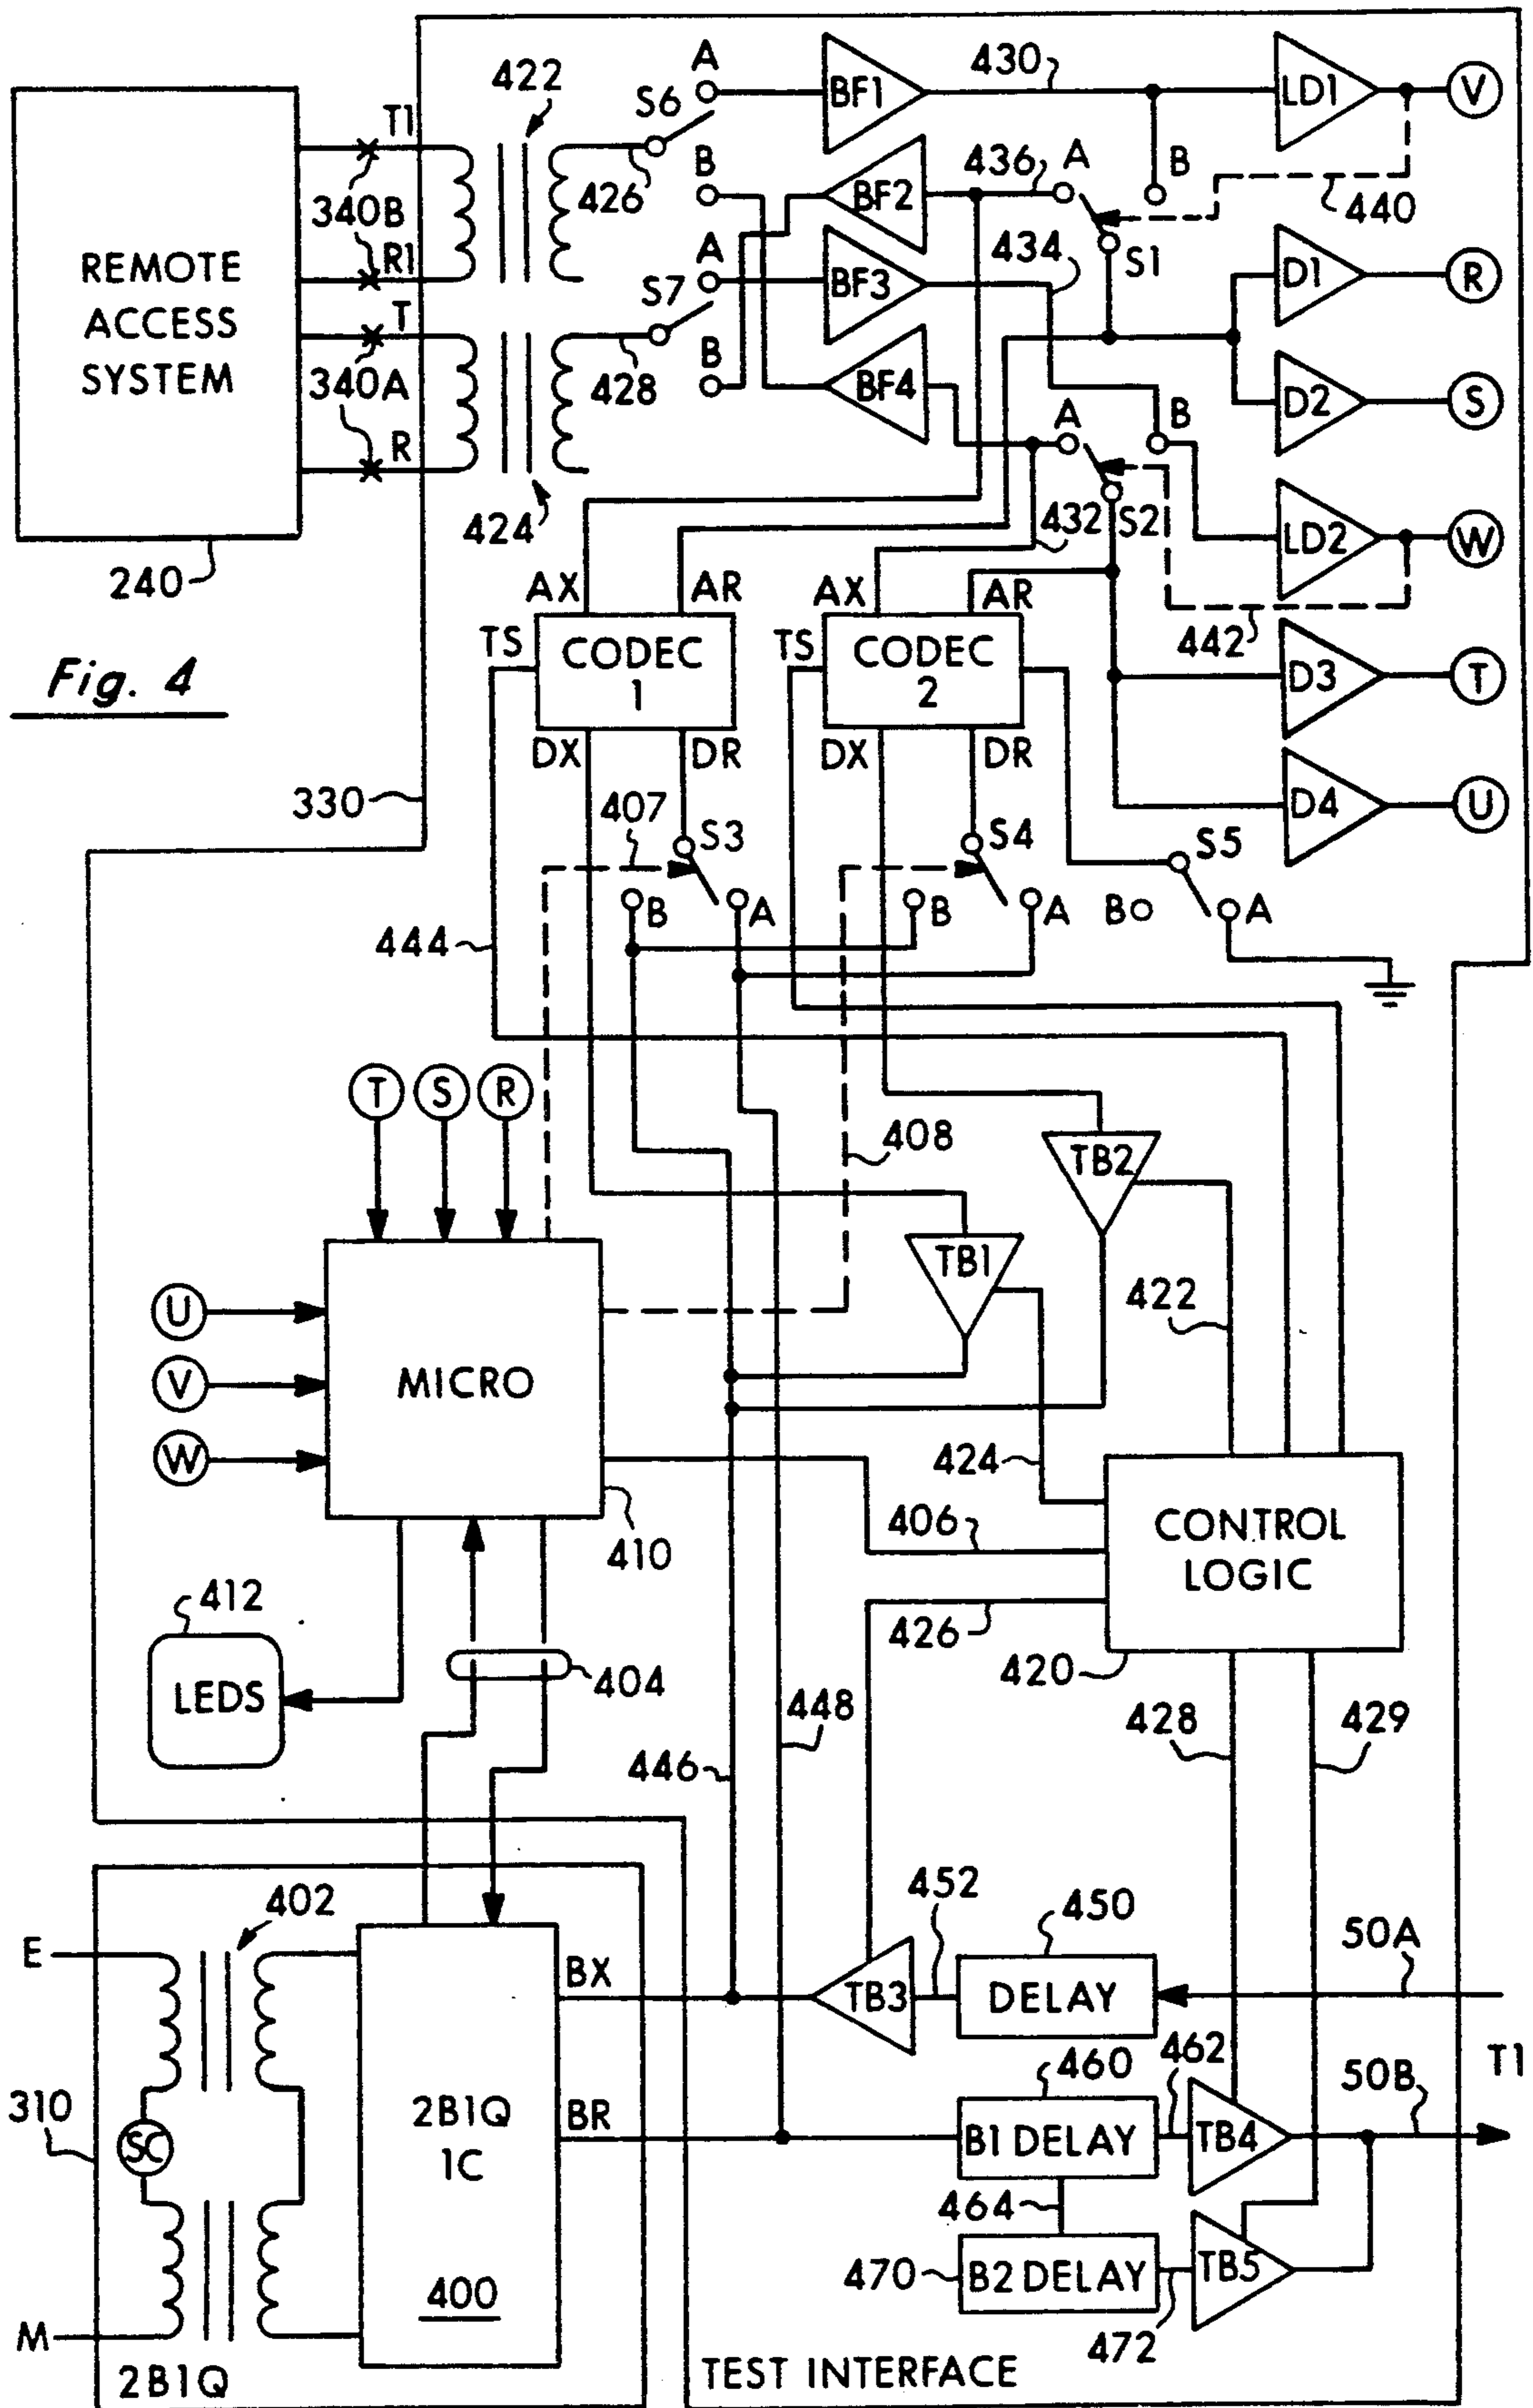 422
A
430
S6
BF1
LD1
V
T1
426
B
BF2
436
A
B
440
340B
REMOTE
ACCESS
SYSTEM
R1
A
434
S1
D1
R
S7
BF3
T
340A
B
428
BF4
D2
S
R
A
B
424
432
S2
LD2
W
240
AX
AR
AX
AR
442
TS
CODEC
1
TS
CODEC
2
D3
T
Fig. 4
DX
DR
DX
DR
330
407
D4
U
S3
S4
S5
B
A
B
A
B
A
444
T
S
R
408
TB2
TB1
U
422
V
MICRO
W
424
410
406
CONTROL
LOGIC
412
426
420
LEDS
404
448
428
429
446
402
452
450
50A
E
BX
TB3
DELAY
460
462
50B
T1
310
SC
2B1Q
1C
BR
B1 DELAY
TB4
464
400
470
B2 DELAY
TB5
M
472
2B1Q
TEST INTERFACE